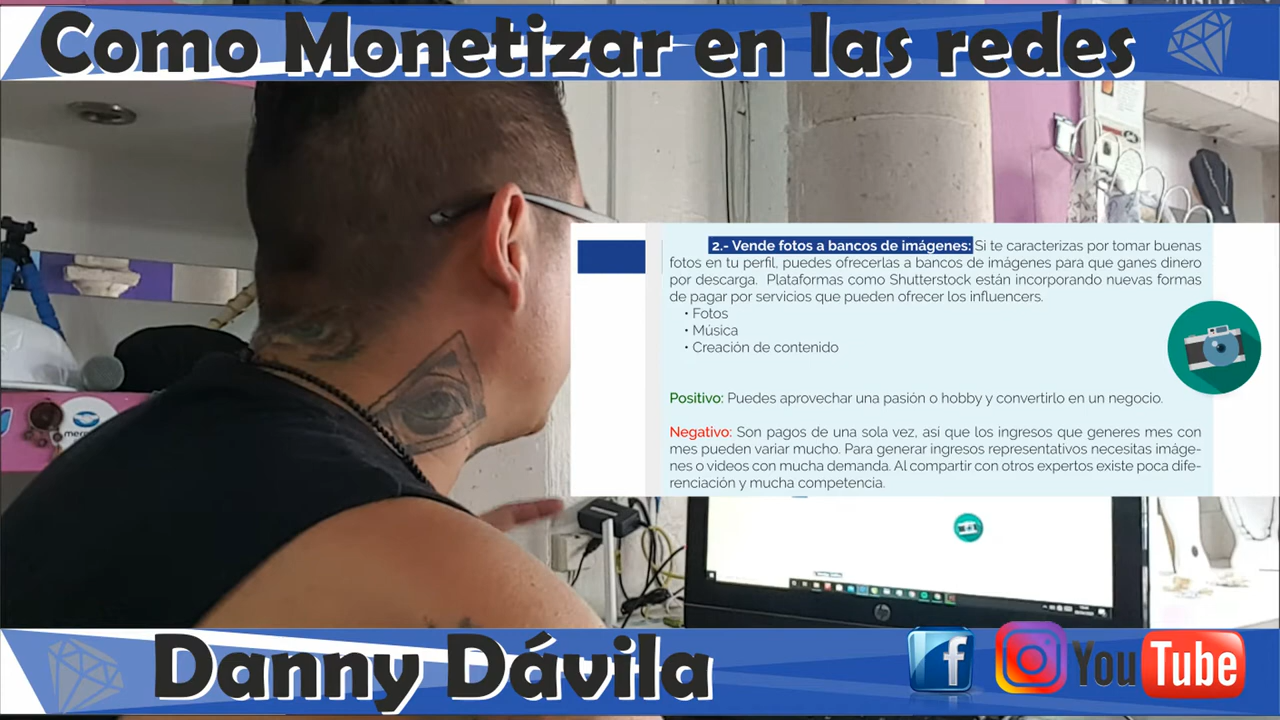 Como Monetizar en las redes
2.- Vende fotos a bancos de imágenes: Si te caracterizas por tomar buenas
fotos en tu perfil, puedes ofrecerlas a bancos de imágenes para que ganes dinero
por descarga. Plataformas como Shutterstock están incorporando nuevas formas
de pagar por servicios que pueden ofrecer los influencers.
• Fotos
• Música
• Creación de contenido
Positivo: Puedes aprovechar una pasión o hobby y convertirlo en un negocio.
Negativo: Son pagos de una sola vez, así que los ingresos que generes mes con
mes pueden variar mucho. Para generar ingresos representativos necesitas imáge-
nes o videos con mucha demanda. Al compartir con otros expertos existe poca dife-
renciación y mucha competencia.
hp
Danny Dávila
f
You Tube